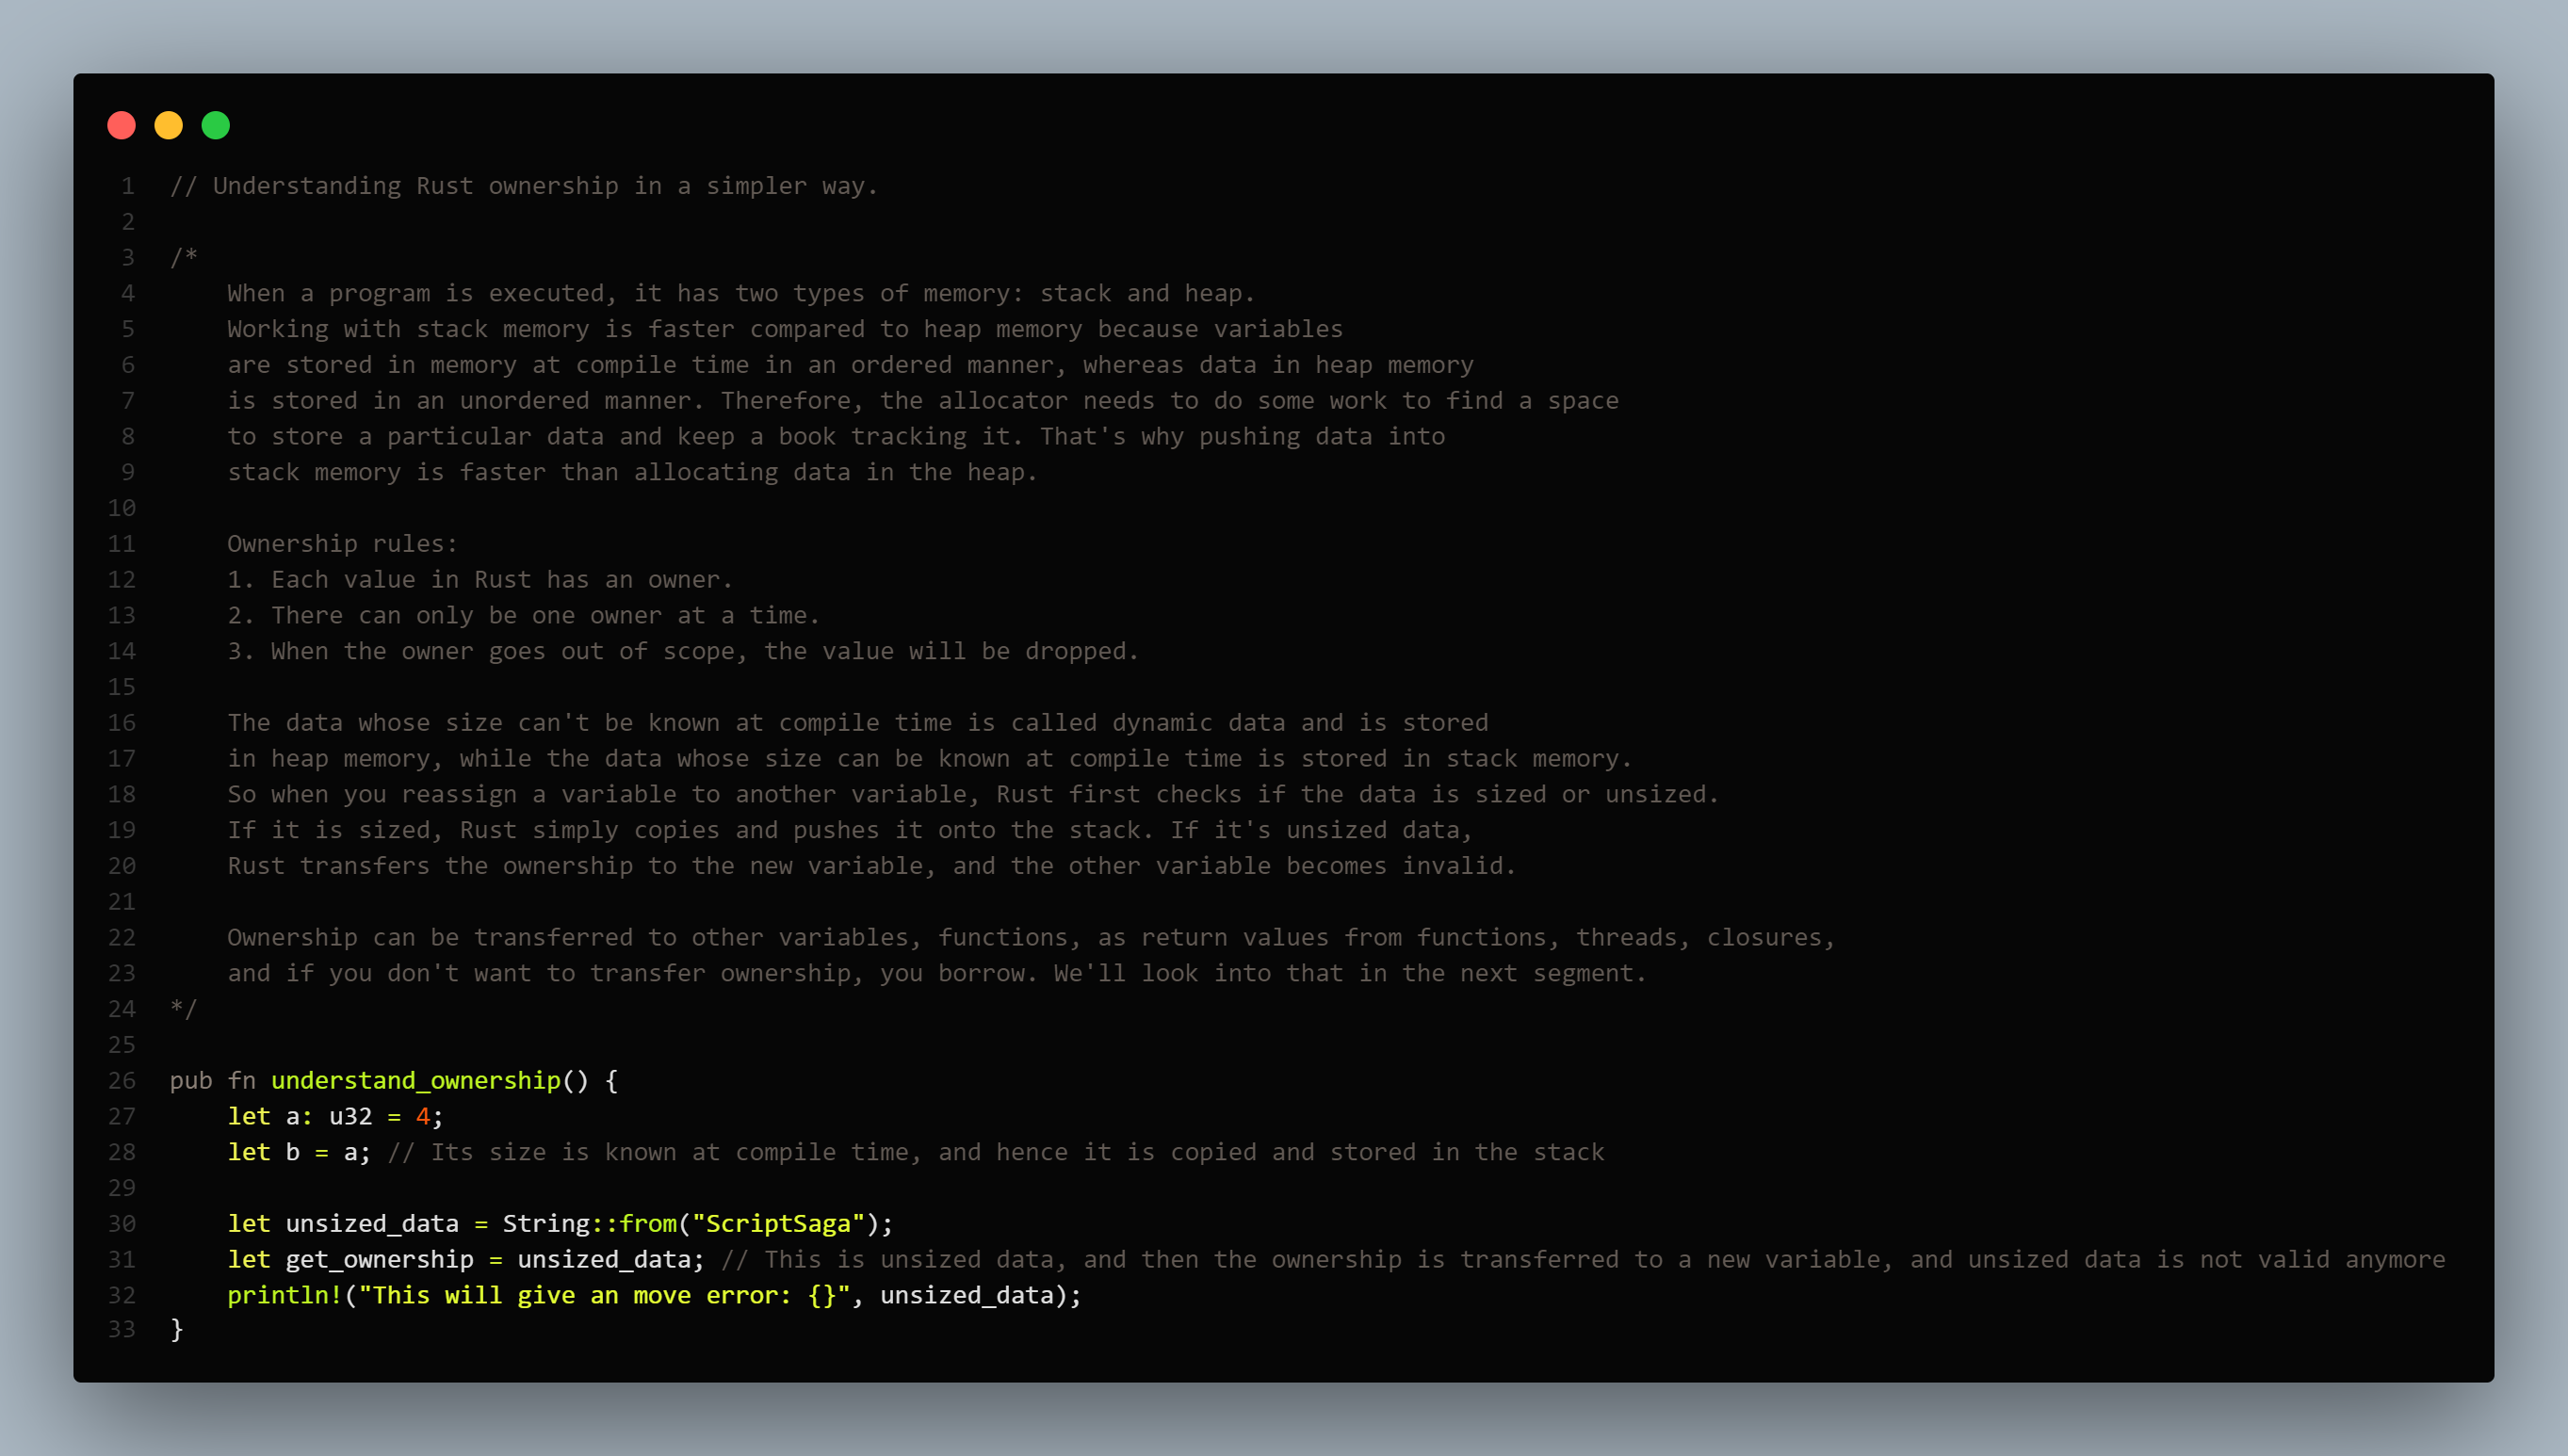 1 // Understanding Rust ownership in a simpler way.
2
3 /*
4     When a program is executed, it has two types of memory: stack and heap.
5     Working with stack memory is faster compared to heap memory because variables
6     are stored in memory at compile time in an ordered manner, whereas data in heap memory
7     is stored in an unordered manner. Therefore, the allocator needs to do some work to find a space
8     to store a particular data and keep a book tracking it. That's why pushing data into
9     stack memory is faster than allocating data in the heap.
10
11     Ownership rules:
12     1. Each value in Rust has an owner.
13     2. There can only be one owner at a time.
14     3. When the owner goes out of scope, the value will be dropped.
15
16     The data whose size can't be known at compile time is called dynamic data and is stored
17     in heap memory, while the data whose size can be known at compile time is stored in stack memory.
18     So when you reassign a variable to another variable, Rust first checks if the data is sized or unsized.
19     If it is sized, Rust simply copies and pushes it onto the stack. If it's unsized data,
20     Rust transfers the ownership to the new variable, and the other variable becomes invalid.
21
22     Ownership can be transferred to other variables, functions, as return values from functions, threads, closures,
23     and if you don't want to transfer ownership, you borrow. We'll look into that in the next segment.
24 */
25
26 pub fn understand_ownership() {
27     let a: u32 = 4;
28     let b = a; // Its size is known at compile time, and hence it is copied and stored in the stack
29
30     let unsized_data = String::from("ScriptSaga");
31     let get_ownership = unsized_data; // This is unsized data, and then the ownership is transferred to a new variable, and unsized data is not valid anymore
32     println!("This will give an move error: {}", unsized_data);
33 }